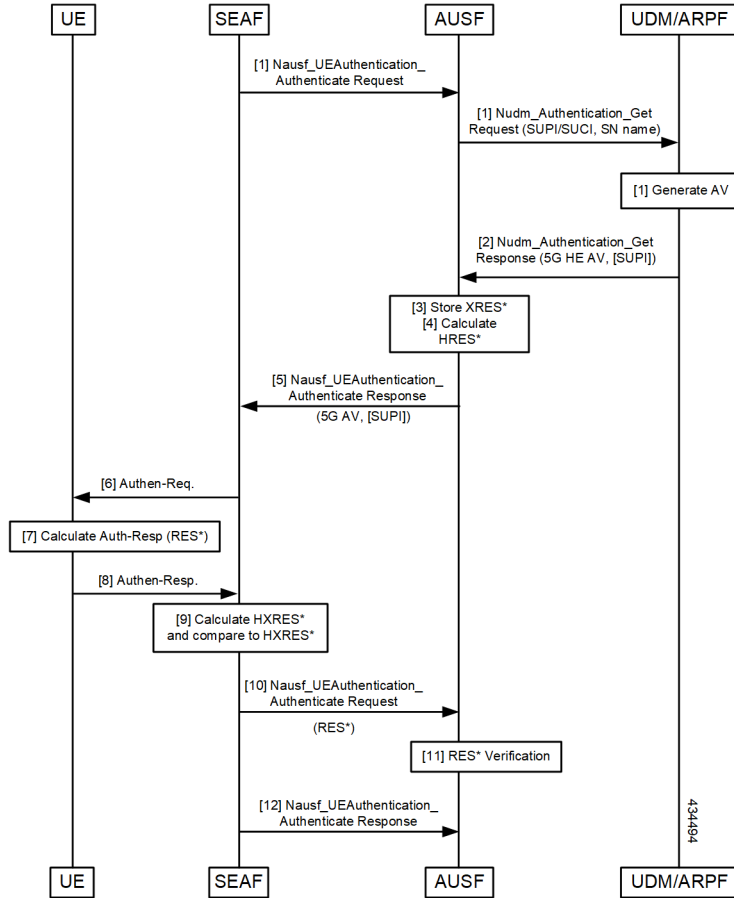 UE
SEAF
AUSF
UDM/ARPF
[1] Nausf_UEAuthentication_
Authenticate Request
[1] Nudm_Authentication_Get
Request (SUPI/SUCI, SN name)
[1] Generate AV
[2] Nudm_Authentication_Get
Response (5G HE AV, [SUPI])
[3] Store XRES*
[4] Calculate
HRES*
[5] Nausf_UEAuthentication_
Authenticate Response
(5G AV, [SUPI])
[6] Authen-Req.
[7] Calculate Auth-Resp (RES*)
[8] Authen-Resp.
[9] Calculate HXRES*
and compare to HXRES*
[10] Nausf_UEAuthentication_
Authenticate Request
(RES*)
[11] RES* Verification
[12] Nausf_UEAuthentication_
Authenticate Response
434494
UE
SEAF
AUSF
UDM/ARPF